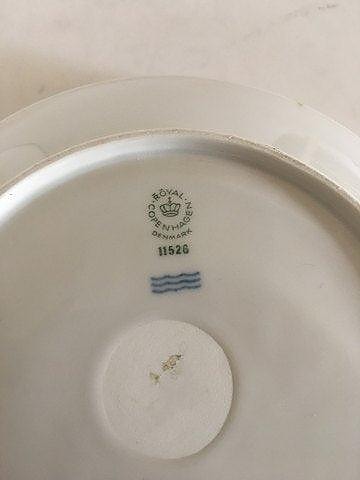 ROYAL
COPENHAGEN
DENMARK
11526